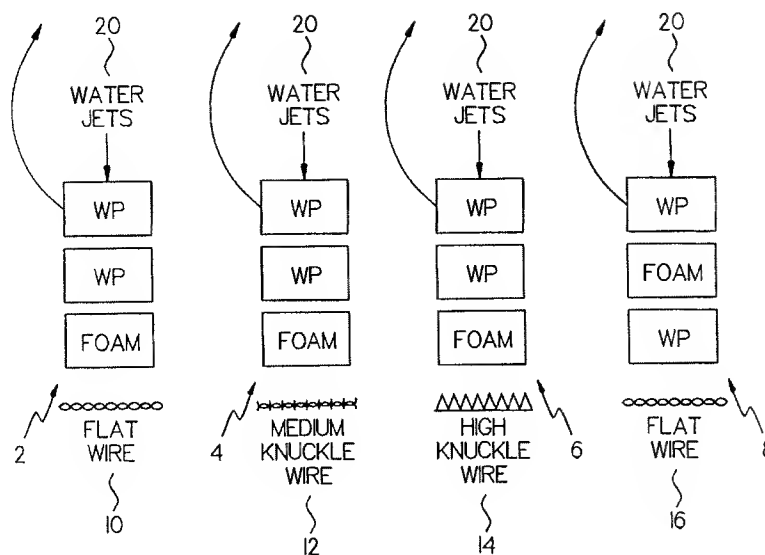 20 20 20 20
WATER JETS WATER JETS WATER JETS WATER JETS
WP WP WP WP
WP WP WP FOAM
FOAM FOAM FOAM WP
2 FLAT WIRE 4 MEDIUM KNUCKLE WIRE HIGH KNUCKLE WIRE 6 FLAT WIRE 8
10 12 14 16